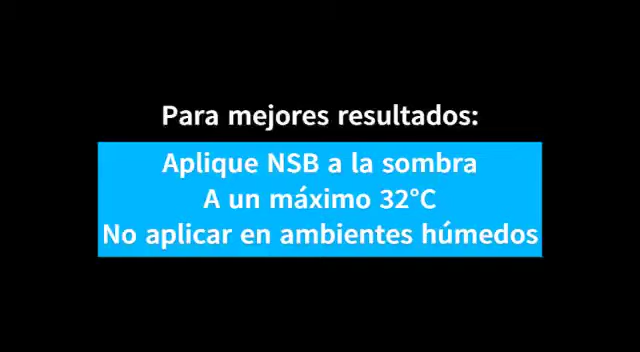 Para mejores resultados:
Aplique NSB a la sombra
A un máximo 32°C
No aplicar en ambientes húmedos